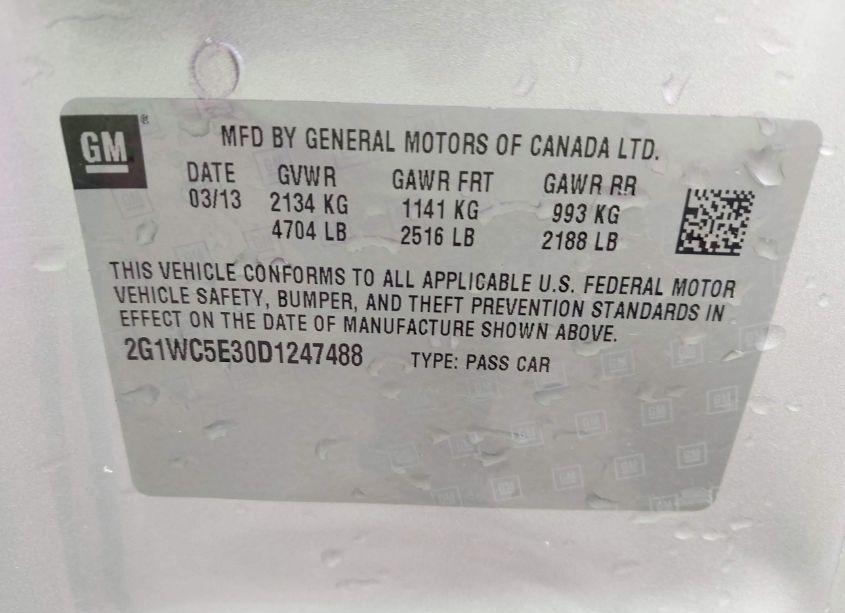 GM®
MFD BY GENERAL MOTORS OF CANADA LTD.
DATE GVWR GAWR FRT GAWR RR
03/13 2134 KG 1141 KG 993 KG
4704 LB 2516 LB 2188 LB
THIS VEHICLE CONFORMS TO ALL APPLICABLE U.S. FEDERAL MOTOR
VEHICLE SAFETY, BUMPER, AND THEFT PREVENTION STANDARDS IN
EFFECT ON THE DATE OF MANUFACTURE SHOWN ABOVE.
2G1WC5E30D1247488 TYPE: PASS CAR